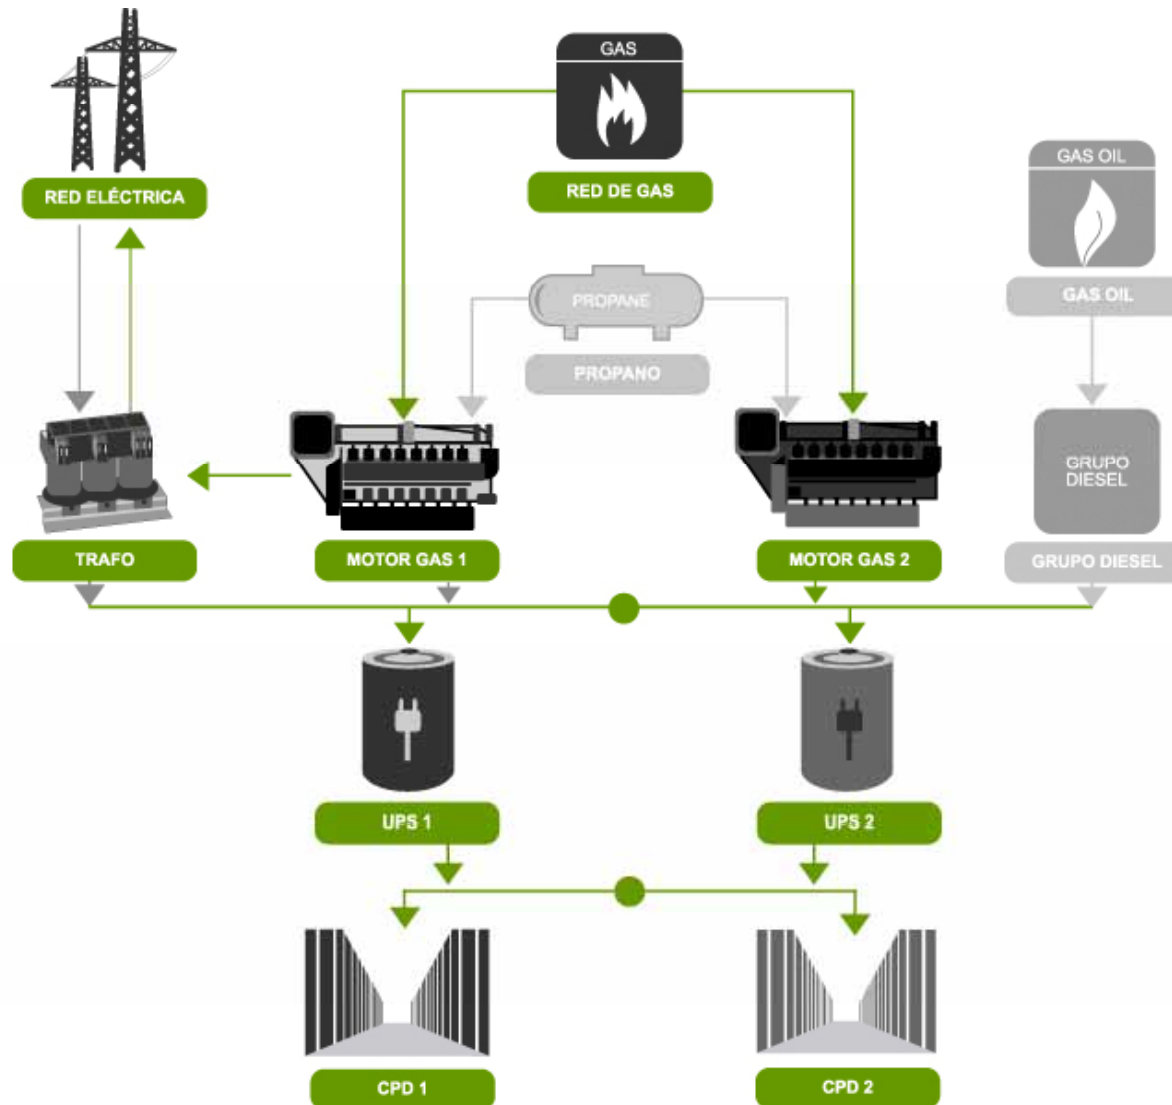 GAS
RED ELÉCTRICA
RED DE GAS
GAS OIL
GAS OIL
PROPANE
PROPANO
GRUPO
DIESEL
TRAFO
MOTOR GAS 1
MOTOR GAS 2
GRUPO DIESEL
UPS 1
UPS 2
CPD 1
CPD 2